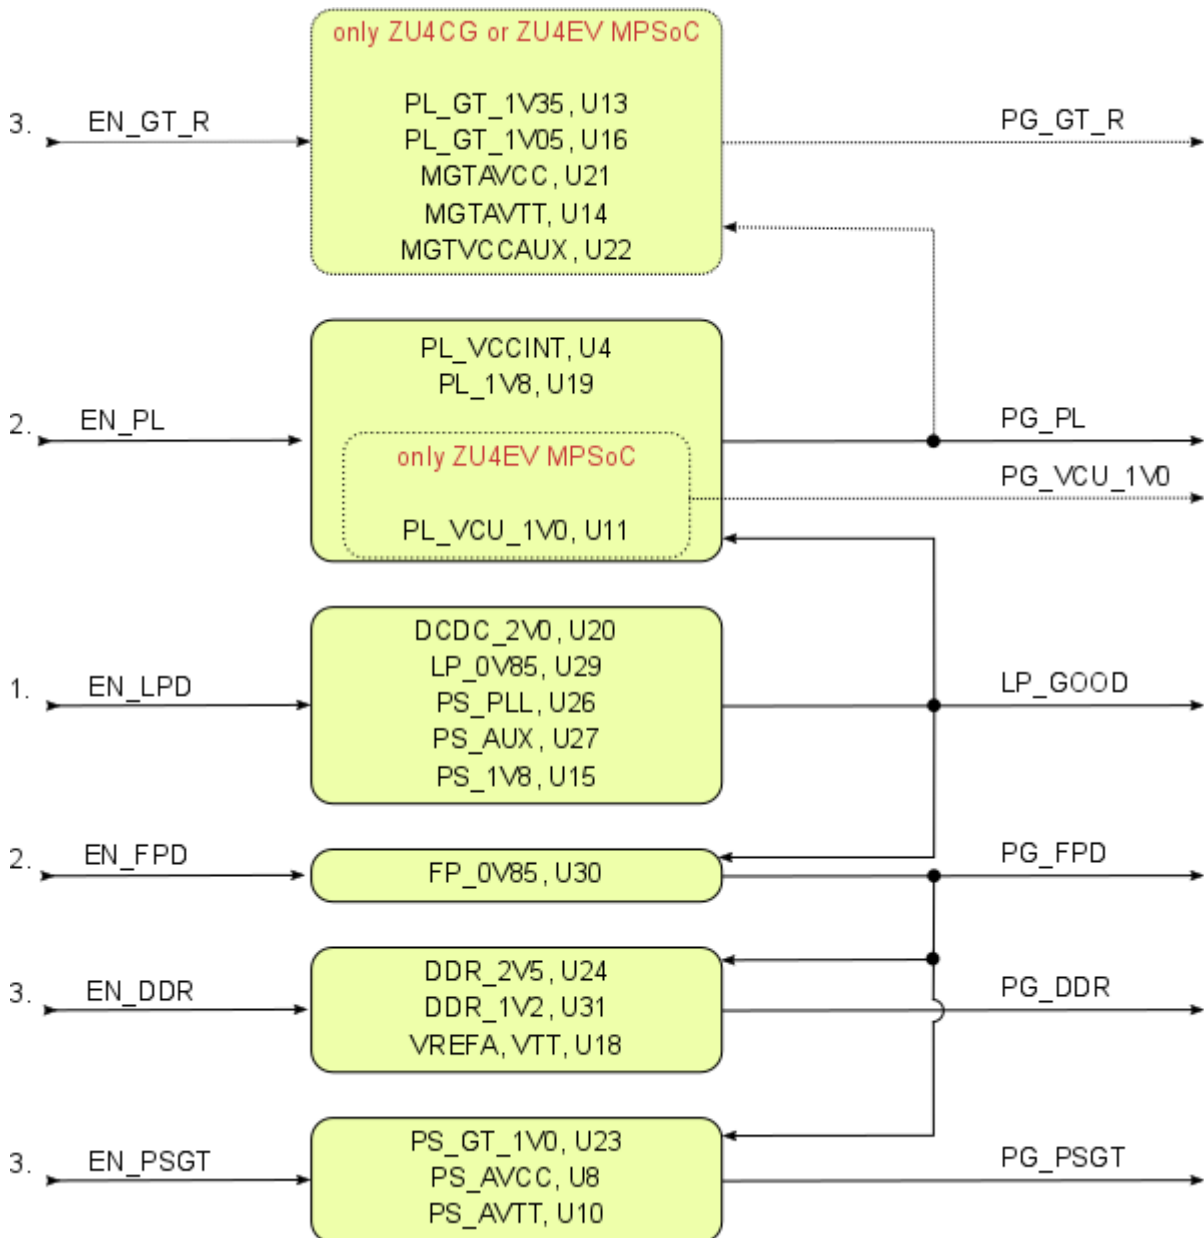 only ZU4CG or ZU4EV MPSoC
3. EN_GT_R
PL_GT_1V35, U13
PL_GT_1V05, U16
MGTAVCC, U21
MGTAVTT, U14
MGTVCCAUX, U22
PG_GT_R
2. EN_PL
PL_VCCINT, U4
PL_1V8, U19
only ZU4EV MPSoC
PL_VCU_1V0, U11
PG_PL
PG_VCU_1V0
1. EN_LPD
DCDC_2V0, U20
LP_0V85, U29
PS_PLL, U26
PS_AUX, U27
PS_1V8, U15
LP_GOOD
2. EN_FPD
FP_0V85, U30
PG_FPD
3. EN_DDR
DDR_2V5, U24
DDR_1V2, U31
VREFA, VTT, U18
PG_DDR
3. EN_PSGT
PS_GT_1V0, U23
PS_AVCC, U8
PS_AVTT, U10
PG_PSGT